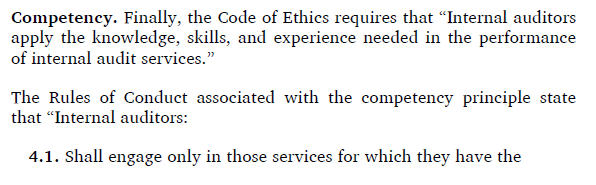 Competency. Finally, the Code of Ethics requires that “Internal auditors
apply the knowledge, skills, and experience needed in the performance
of internal audit services.”
The Rules of Conduct associated with the competency principle state
that “Internal auditors:
4.1. Shall engage only in those services for which they have the